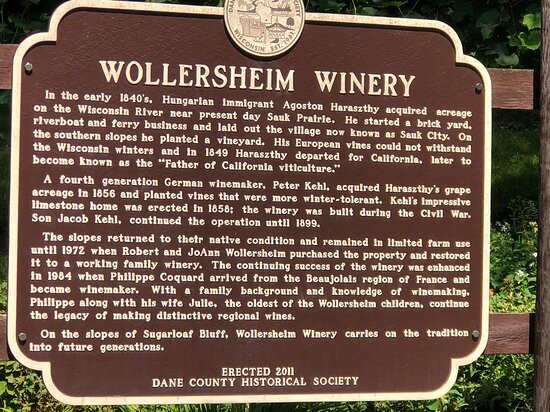 WOLLERSHEIM WINERY
In the early 1840's, Hungarian immigrant Agoston Haraszthy acquired acreage
on the Wisconsin River near present day Sauk Prairie. He started a brick yard,
riverboat and ferry business and laid out the village now known as Sauk City. On
the southern slopes he planted a vineyard. His European vines could not withstand
the Wisconsin winters and in 1849 Haraszthy departed for California, later to
become known as the "Father of California viticulture."
A fourth generation German winemaker, Peter Kehl, acquired Haraszthy's grape
acreage in 1856 and planted vines that were more winter-tolerant. Kehl's impressive
limestone home was erected in 1858; the winery was built during the Civil War.
Son Jacob Kehl, continued the operation until 1899.
The slopes returned to their native condition and remained in limited farm use
until 1972 when Robert and JoAnn Wollersheim purchased the property and restored
it to a working family winery. The continuing success of the winery was enhanced
in 1984 when Philippe Coquard arrived from the Beaujolais region of France and
became winemaker. With a family background and knowledge of winemaking,
Philippe along with his wife Julie, the oldest of the Wollersheim children, continue
the legacy of making distinctive regional wines.
On the slopes of Sugarloaf Bluff, Wollersheim Winery carries on the tradition
into future generations.
ERECTED 2011
DANE COUNTY HISTORICAL SOCIETY